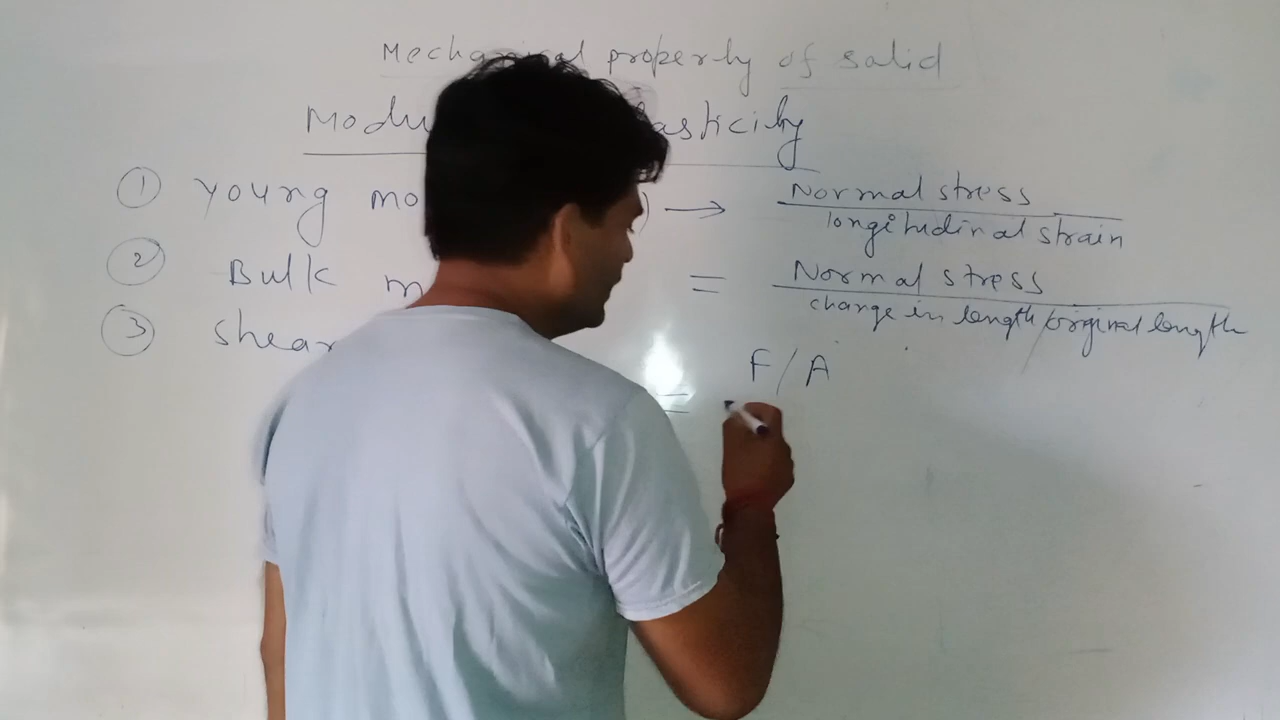 Mechanical property of solid
Modu lasticity
① Young mo ) → Normal stress
longitudinal strain
② Bulk m = Normal stress
change in length/original length
③ shear
= F/A